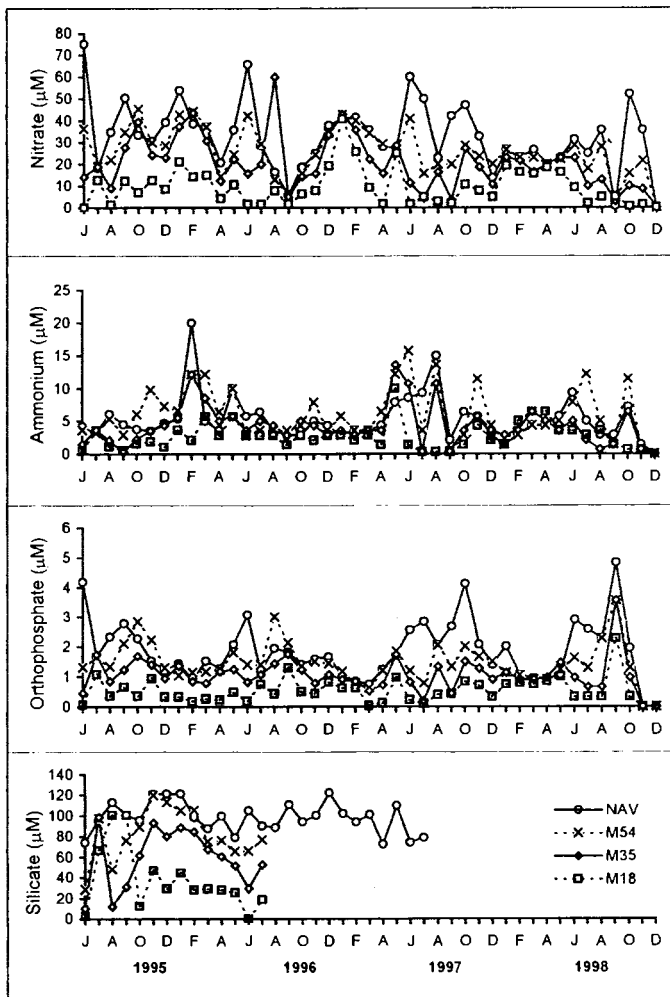 Nitrate (µM)
80
70
60
50
40
30
20
10
0
J A O D F A J A O D F A J A O D F A J A O D
Ammonium (µM)
25
20
15
10
5
0
J A O D F A J A O D F A J A O D F A J A O D
Orthophosphate (µM)
6
5
4
3
2
1
0
J A O D F A J A O D F A J A O D F A J A O D
Silicate (µM)
140
120
100
80
60
40
20
0
NAV
M54
M35
M18
J A O D F A J A O D F A J A O D F A J A O D
1995 1996 1997 1998